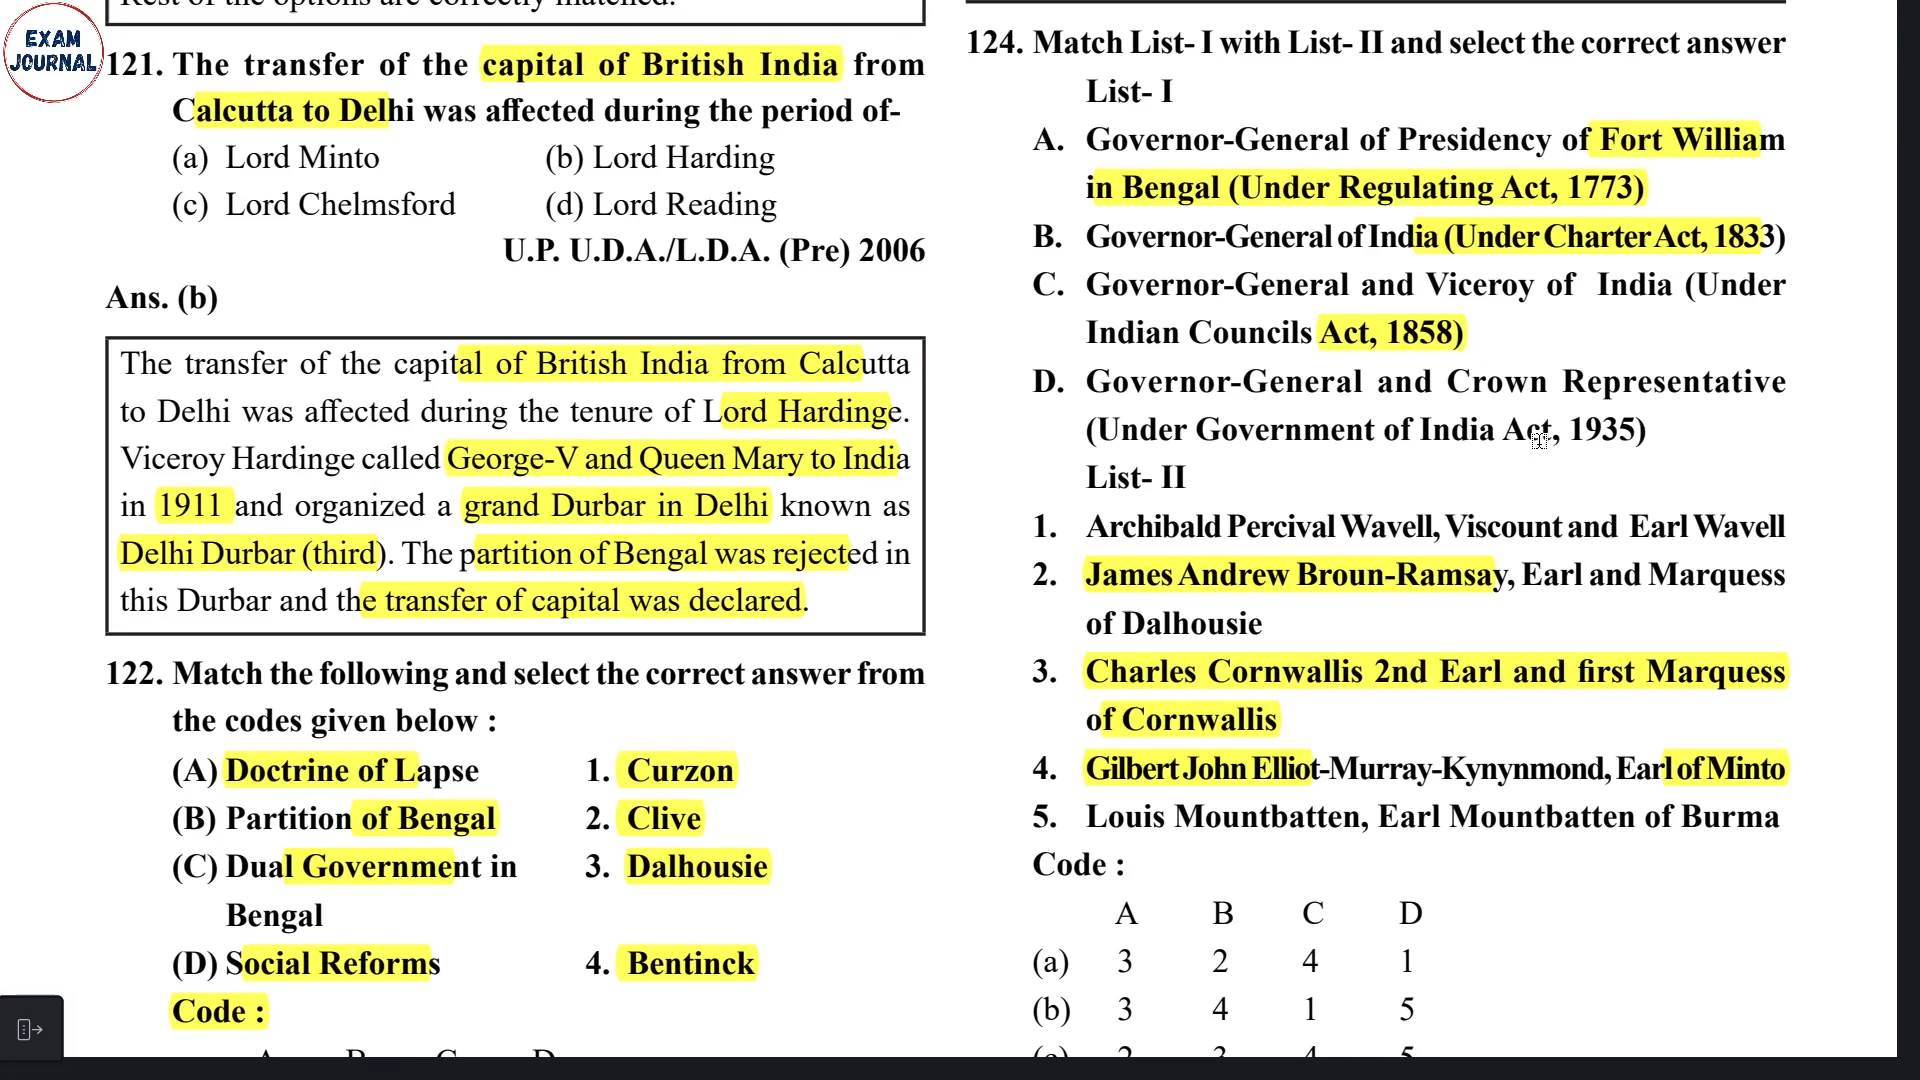 EXAM
JOURNAL
Rest of the options are correctly matched.
121. The transfer of the capital of British India from
Calcutta to Delhi was affected during the period of-
(a) Lord Minto (b) Lord Harding
(c) Lord Chelmsford (d) Lord Reading
U.P. U.D.A./L.D.A. (Pre) 2006
Ans. (b)
The transfer of the capital of British India from Calcutta
to Delhi was affected during the tenure of Lord Hardinge.
Viceroy Hardinge called George-V and Queen Mary to India
in 1911 and organized a grand Durbar in Delhi known as
Delhi Durbar (third). The partition of Bengal was rejected in
this Durbar and the transfer of capital was declared.
122. Match the following and select the correct answer from
the codes given below :
(A) Doctrine of Lapse 1. Curzon
(B) Partition of Bengal 2. Clive
(C) Dual Government in 3. Dalhousie
Bengal
(D) Social Reforms 4. Bentinck
Code :
A B C D
124. Match List- I with List- II and select the correct answer
List- I
A. Governor-General of Presidency of Fort William
in Bengal (Under Regulating Act, 1773)
B. Governor-General of India (Under Charter Act, 1833)
C. Governor-General and Viceroy of India (Under
Indian Councils Act, 1858)
D. Governor-General and Crown Representative
(Under Government of India Act, 1935)
List- II
1. Archibald Percival Wavell, Viscount and Earl Wavell
2. James Andrew Broun-Ramsay, Earl and Marquess
of Dalhousie
3. Charles Cornwallis 2nd Earl and first Marquess
of Cornwallis
4. Gilbert John Elliot-Murray-Kynynmond, Earl of Minto
5. Louis Mountbatten, Earl Mountbatten of Burma
Code :
A B C D
(a) 3 2 4 1
(b) 3 4 1 5
(c) 2 3 4 5